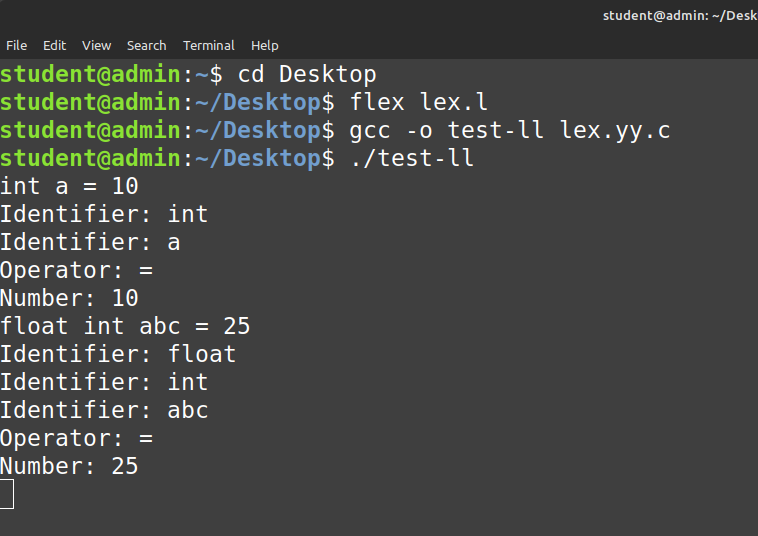 student@admin: ~/Desk
File Edit View Search Terminal Help
student@admin:~$ cd Desktop
student@admin:~/Desktop$ flex lex.l
student@admin:~/Desktop$ gcc -o test-ll lex.yy.c
student@admin:~/Desktop$ ./test-ll
int a = 10
Identifier: int
Identifier: a
Operator: =
Number: 10
float int abc = 25
Identifier: float
Identifier: int
Identifier: abc
Operator: =
Number: 25